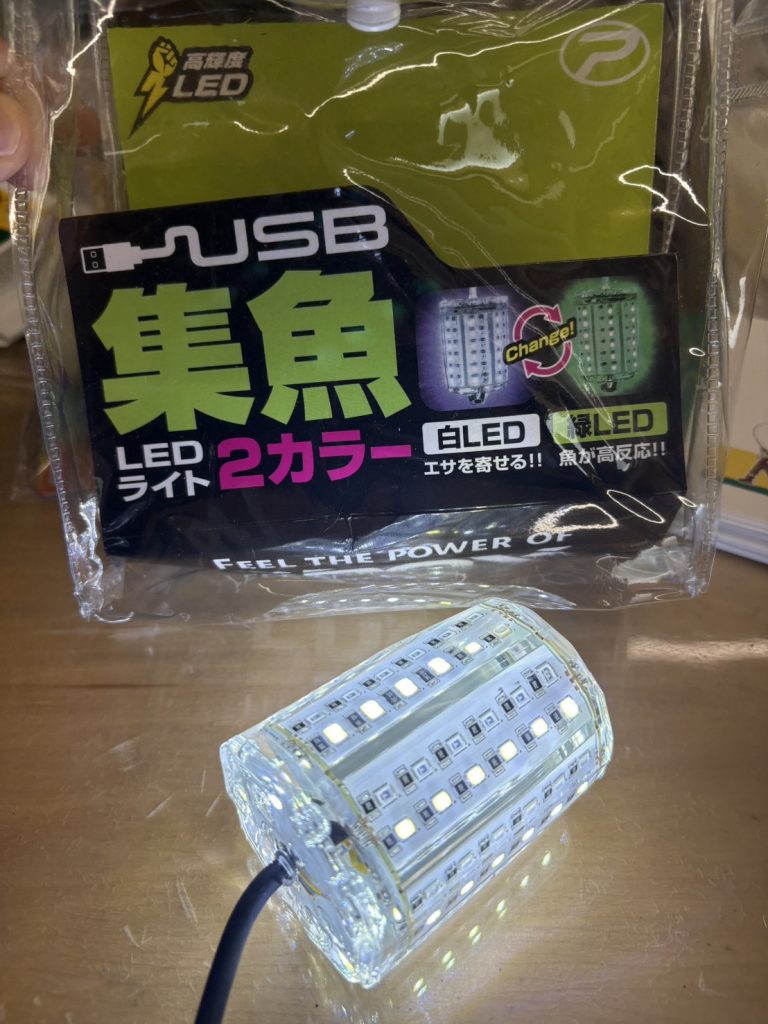 高輝度
LED
USB
集魚
LED
ライト
2カラー
Change!
白LED
エサを寄せる!!
緑LED
魚が高反応!!
FEEL THE POWER OF